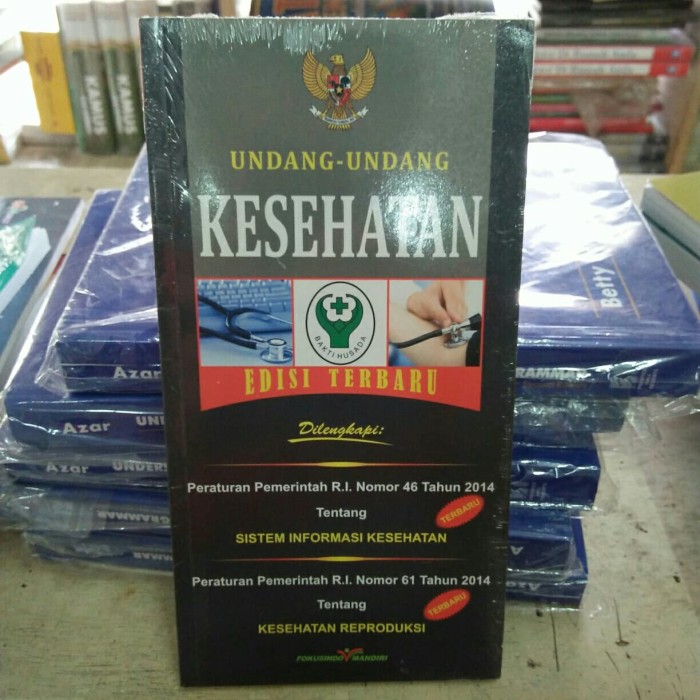 UNDANG-UNDANG
KESEHATAN
BAKTI HUSADA
EDISI TERBARU
Dilengkapi:
Peraturan Pemerintah R.I. Nomor 46 Tahun 2014
Tentang
TERBARU
SISTEM INFORMASI KESEHATAN
Peraturan Pemerintah R.I. Nomor 61 Tahun 2014
Tentang
TERBARU
KESEHATAN REPRODUKSI
FOKUSINDO MANDIRI
KAMUS
KAMUS
Betty
Azar
Azar
Azar
UNDER
GRAMMAR
Azar